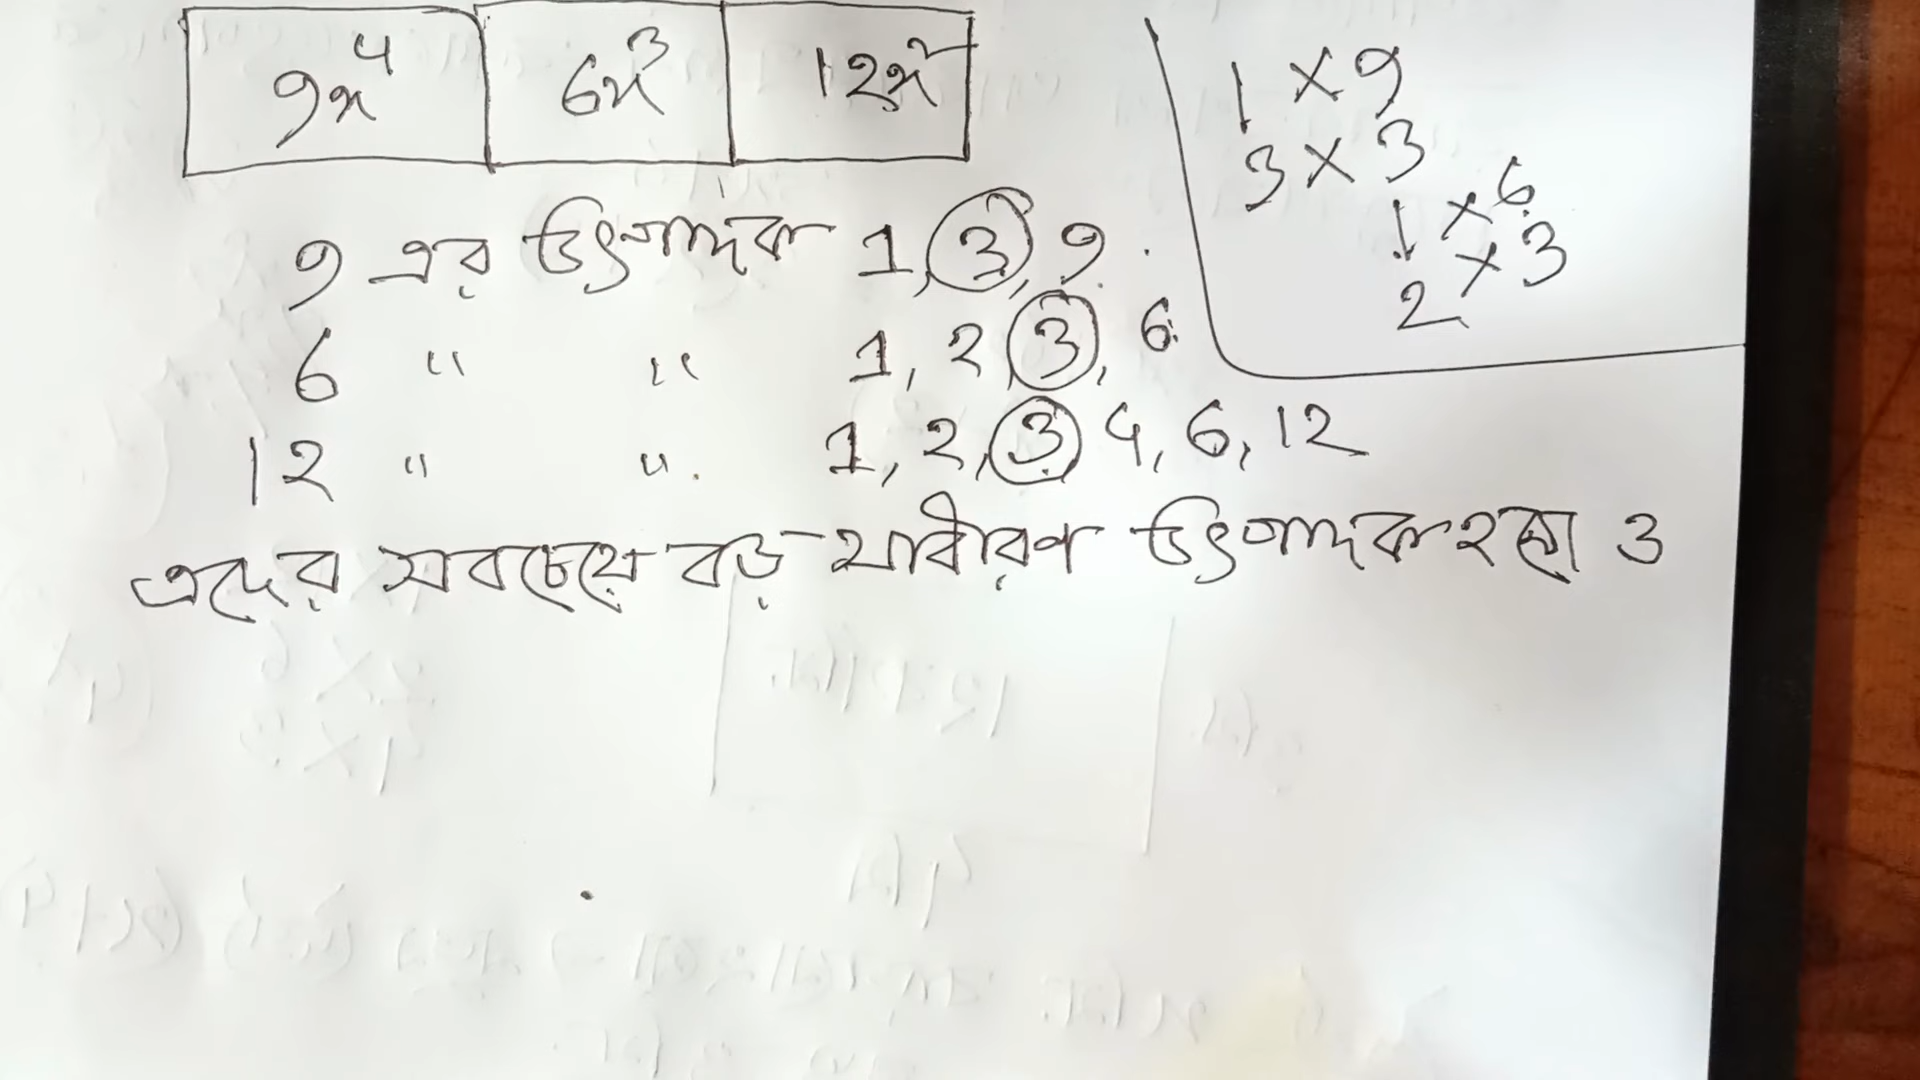 9x⁴ 6x³ 12x²
1 × 9
3 × 3
1 × 6
2 × 3
9 এর উৎপাদক 1, 3, 9.
6 " " 1, 2, 3, 6
12 " " 1, 2, 3 4, 6, 12
এদের সবচেয়ে বড় সাধারণ উৎপাদক হলো ৩